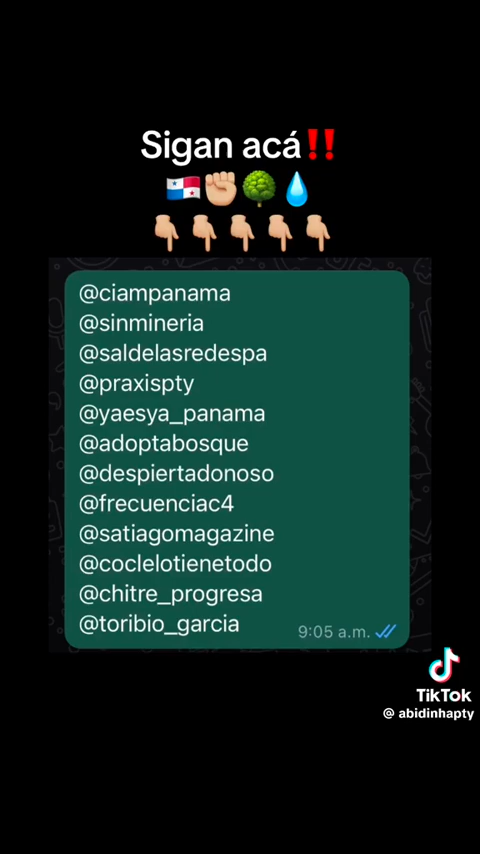 Sigan acá‼️
🇵🇦✊🏼🌳💧
👇🏼👇🏼👇🏼👇🏼👇🏼
@ciampanama
@sinmineria
@saldelasredespa
@praxispty
@yaesya_panama
@adoptabosque
@despiertadonoso
@frecuenciac4
@satiagomagazine
@coclelotienetodo
@chitre_progresa
@toribio_garcia
9:05 a.m.
TikTok
@ abidinhapty